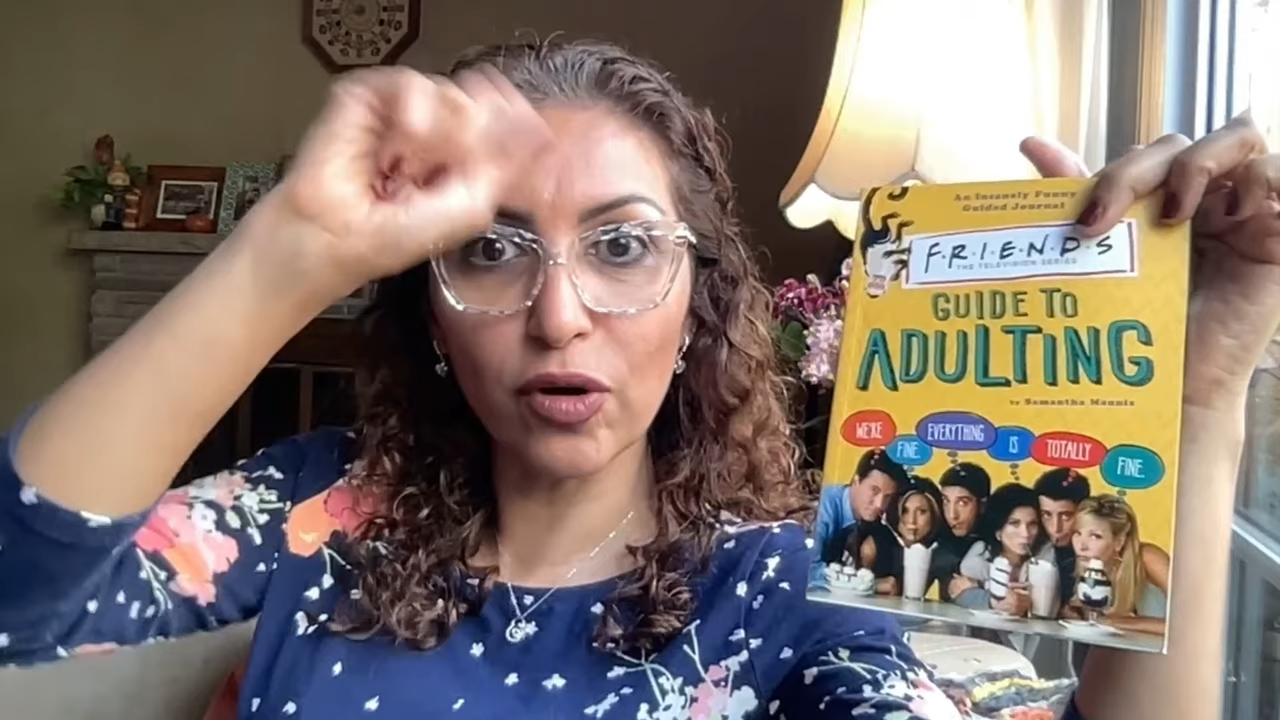 An Insanely Funny
Guided Journal
F·R·I·E·N·D·S
THE TELEVISION SERIES
GUIDE TO
ADULTING
by Samantha Mannis
WE'RE
FINE.
EVERYTHING
IS
TOTALLY
FINE.